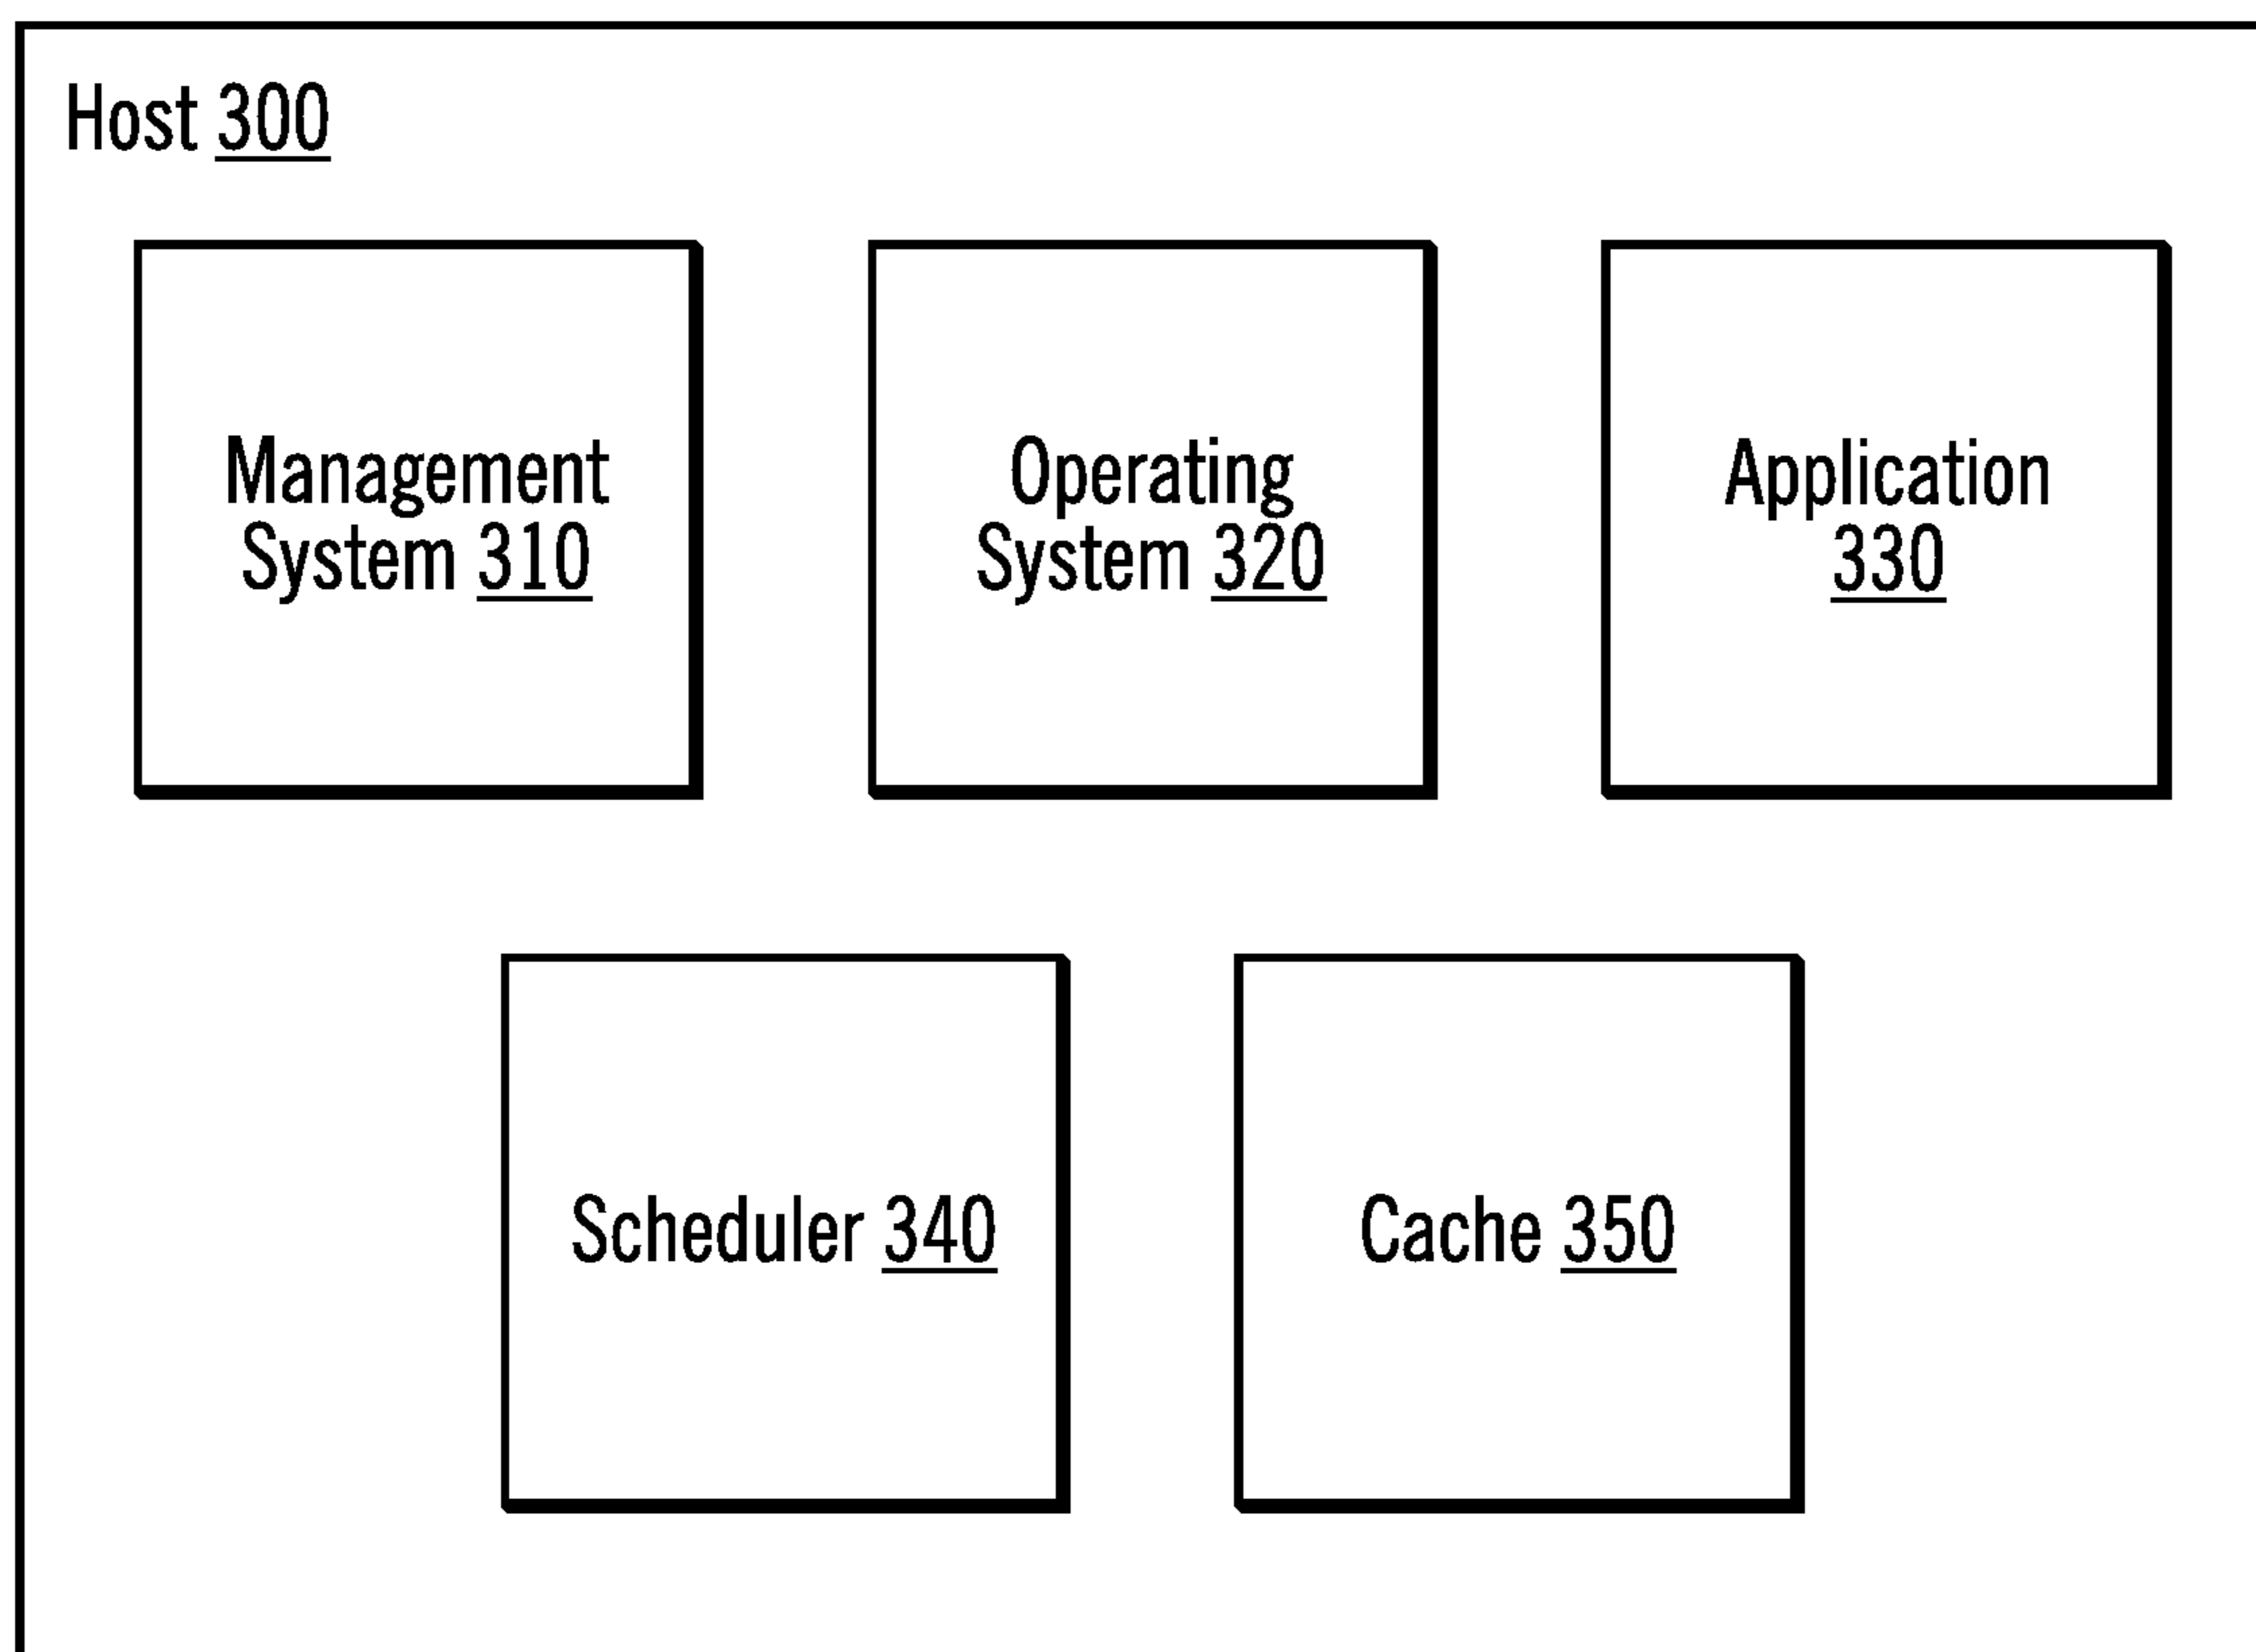 Host 300
Management
System 310
Operating
System 320
Application
330
Scheduler 340
Cache 350